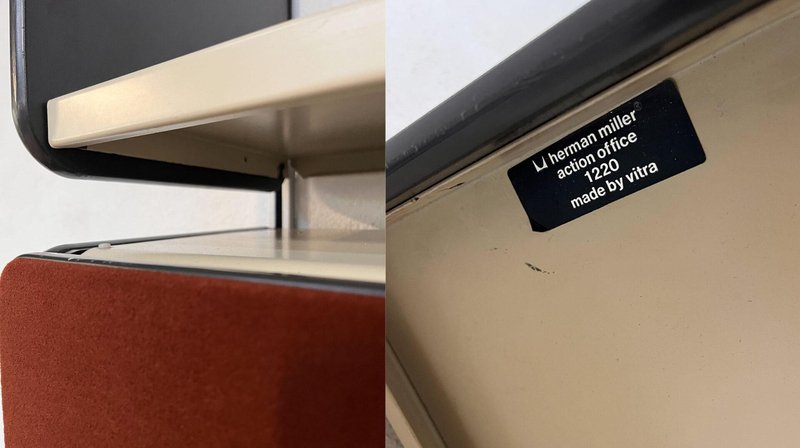 herman miller®
action office
1220
made by vitra